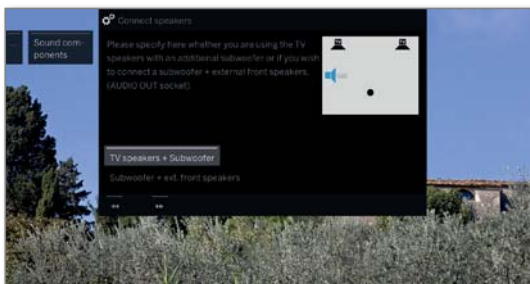 Connect speakers
Sound com-
ponents
Please specify here whether you are using the TV
speakers with an additional subwoofer or if you wish
to connect a subwoofer + external front speakers.
(AUDIO OUT socket)
TV speakers + Subwoofer
Subwoofer + ext. front speakers